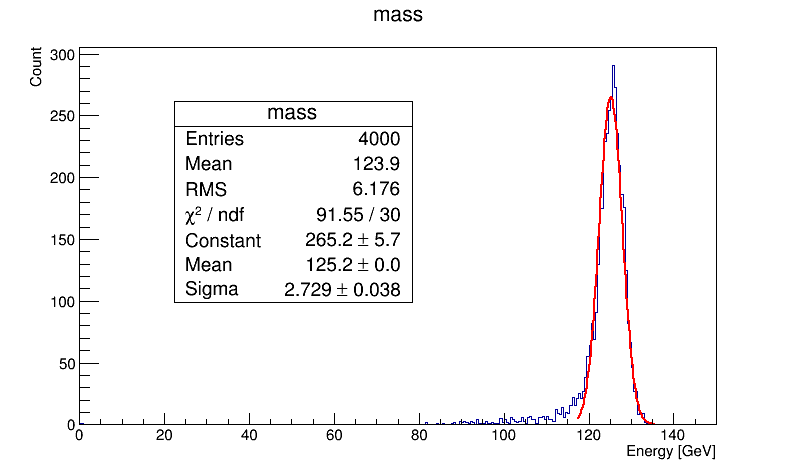 mass
Count
300
250
200
150
100
50
0
mass
Entries 4000
Mean 123.9
RMS 6.176
χ² / ndf 91.55 / 30
Constant 265.2 ± 5.7
Mean 125.2 ± 0.0
Sigma 2.729 ± 0.038
0 20 40 60 80 100 120 140
Energy [GeV]